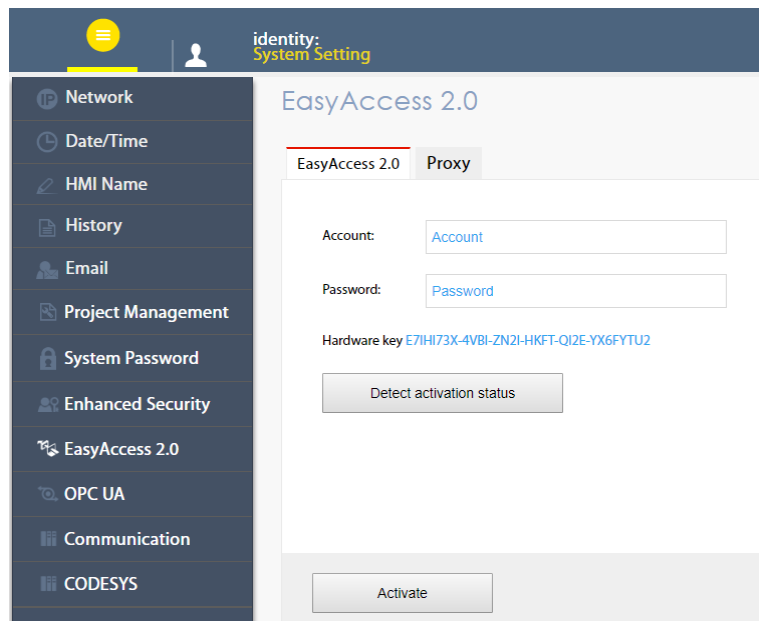 identity:
System Setting
IP
Network
Date/Time
HMI Name
History
Email
Project Management
System Password
Enhanced Security
EasyAccess 2.0
OPC UA
Communication
CODESYS
EasyAccess 2.0
EasyAccess 2.0 Proxy
Account: Account
Password: Password
Hardware key E7IHI73X-4VBI-ZN2I-HKFT-QI2E-YX6FYTU2
Detect activation status
Activate